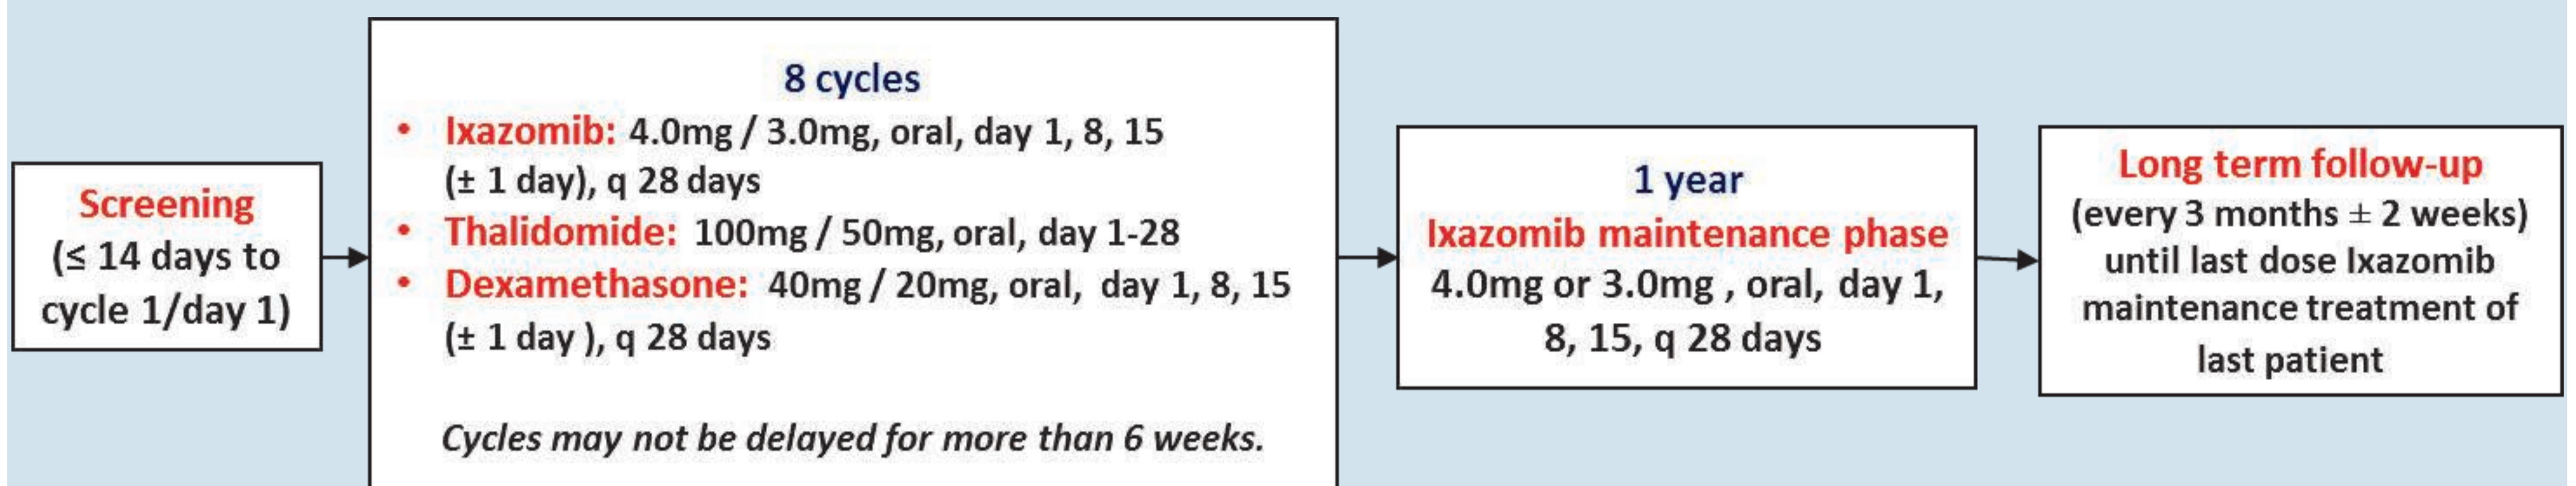 Screening
(≤ 14 days to
cycle 1/day 1)
8 cycles
• Ixazomib: 4.0mg / 3.0mg, oral, day 1, 8, 15
(± 1 day), q 28 days
• Thalidomide: 100mg / 50mg, oral, day 1-28
• Dexamethasone: 40mg / 20mg, oral, day 1, 8, 15
(± 1 day ), q 28 days
Cycles may not be delayed for more than 6 weeks.
1 year
Ixazomib maintenance phase
4.0mg or 3.0mg , oral, day 1,
8, 15, q 28 days
Long term follow-up
(every 3 months ± 2 weeks)
until last dose Ixazomib
maintenance treatment of
last patient